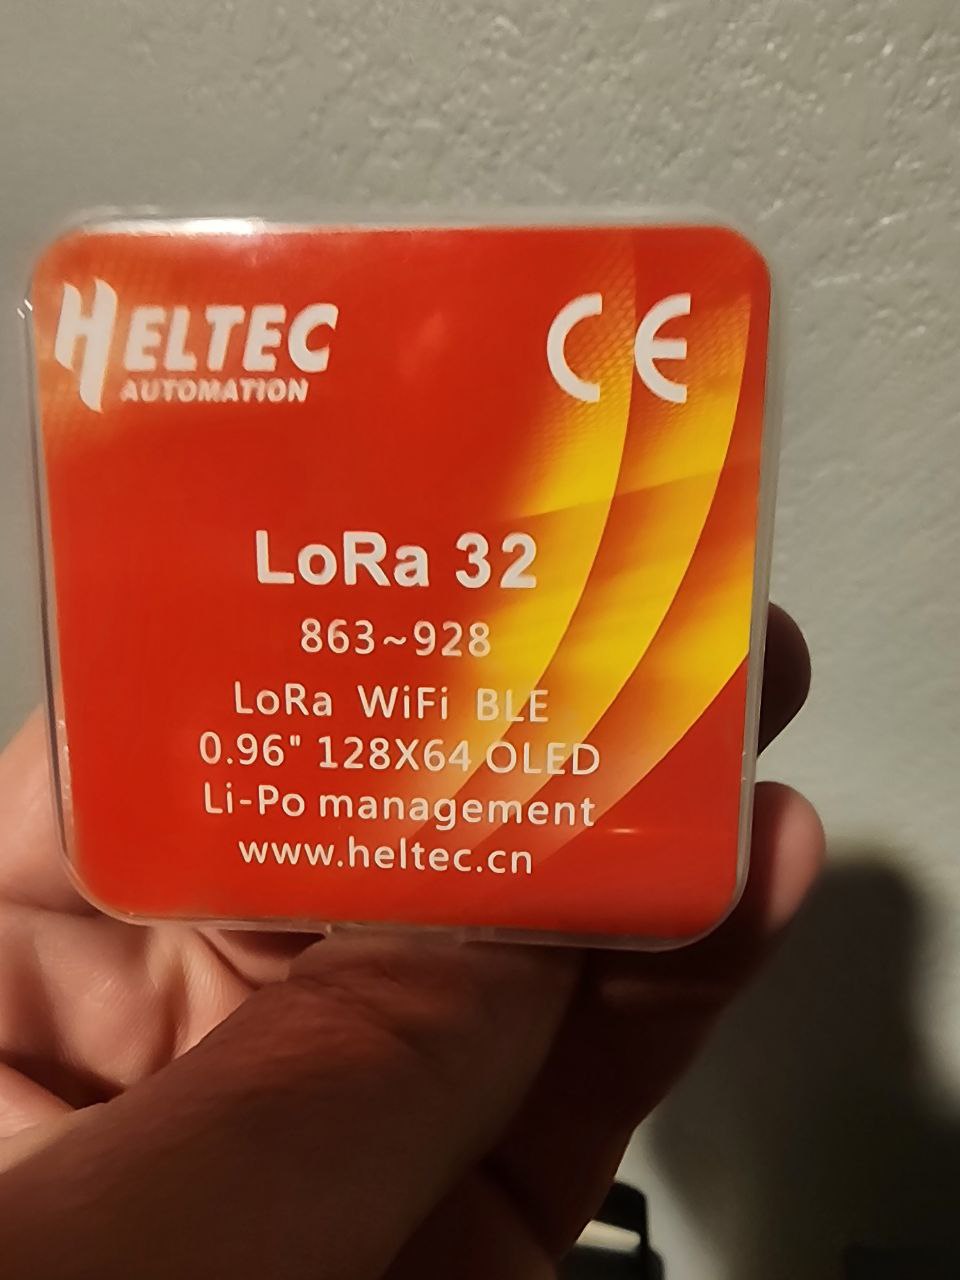 HELTEC
AUTOMATION
CE
LoRa 32
863~928
LoRa WiFi BLE
0.96" 128X64 OLED
Li-Po management
www.heltec.cn